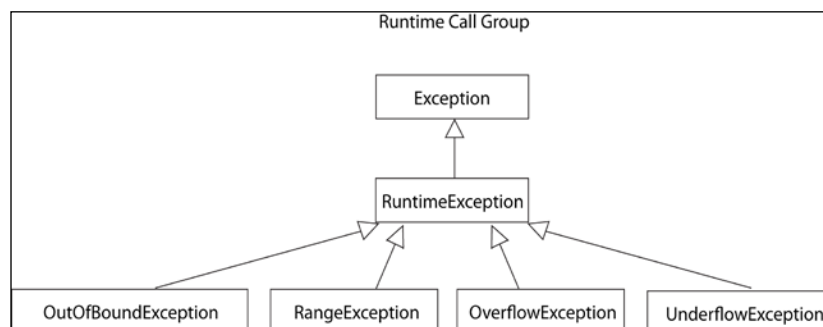 Runtime Call Group
Exception
RuntimeException
OutOfBoundException
RangeException
OverflowException
UnderflowException